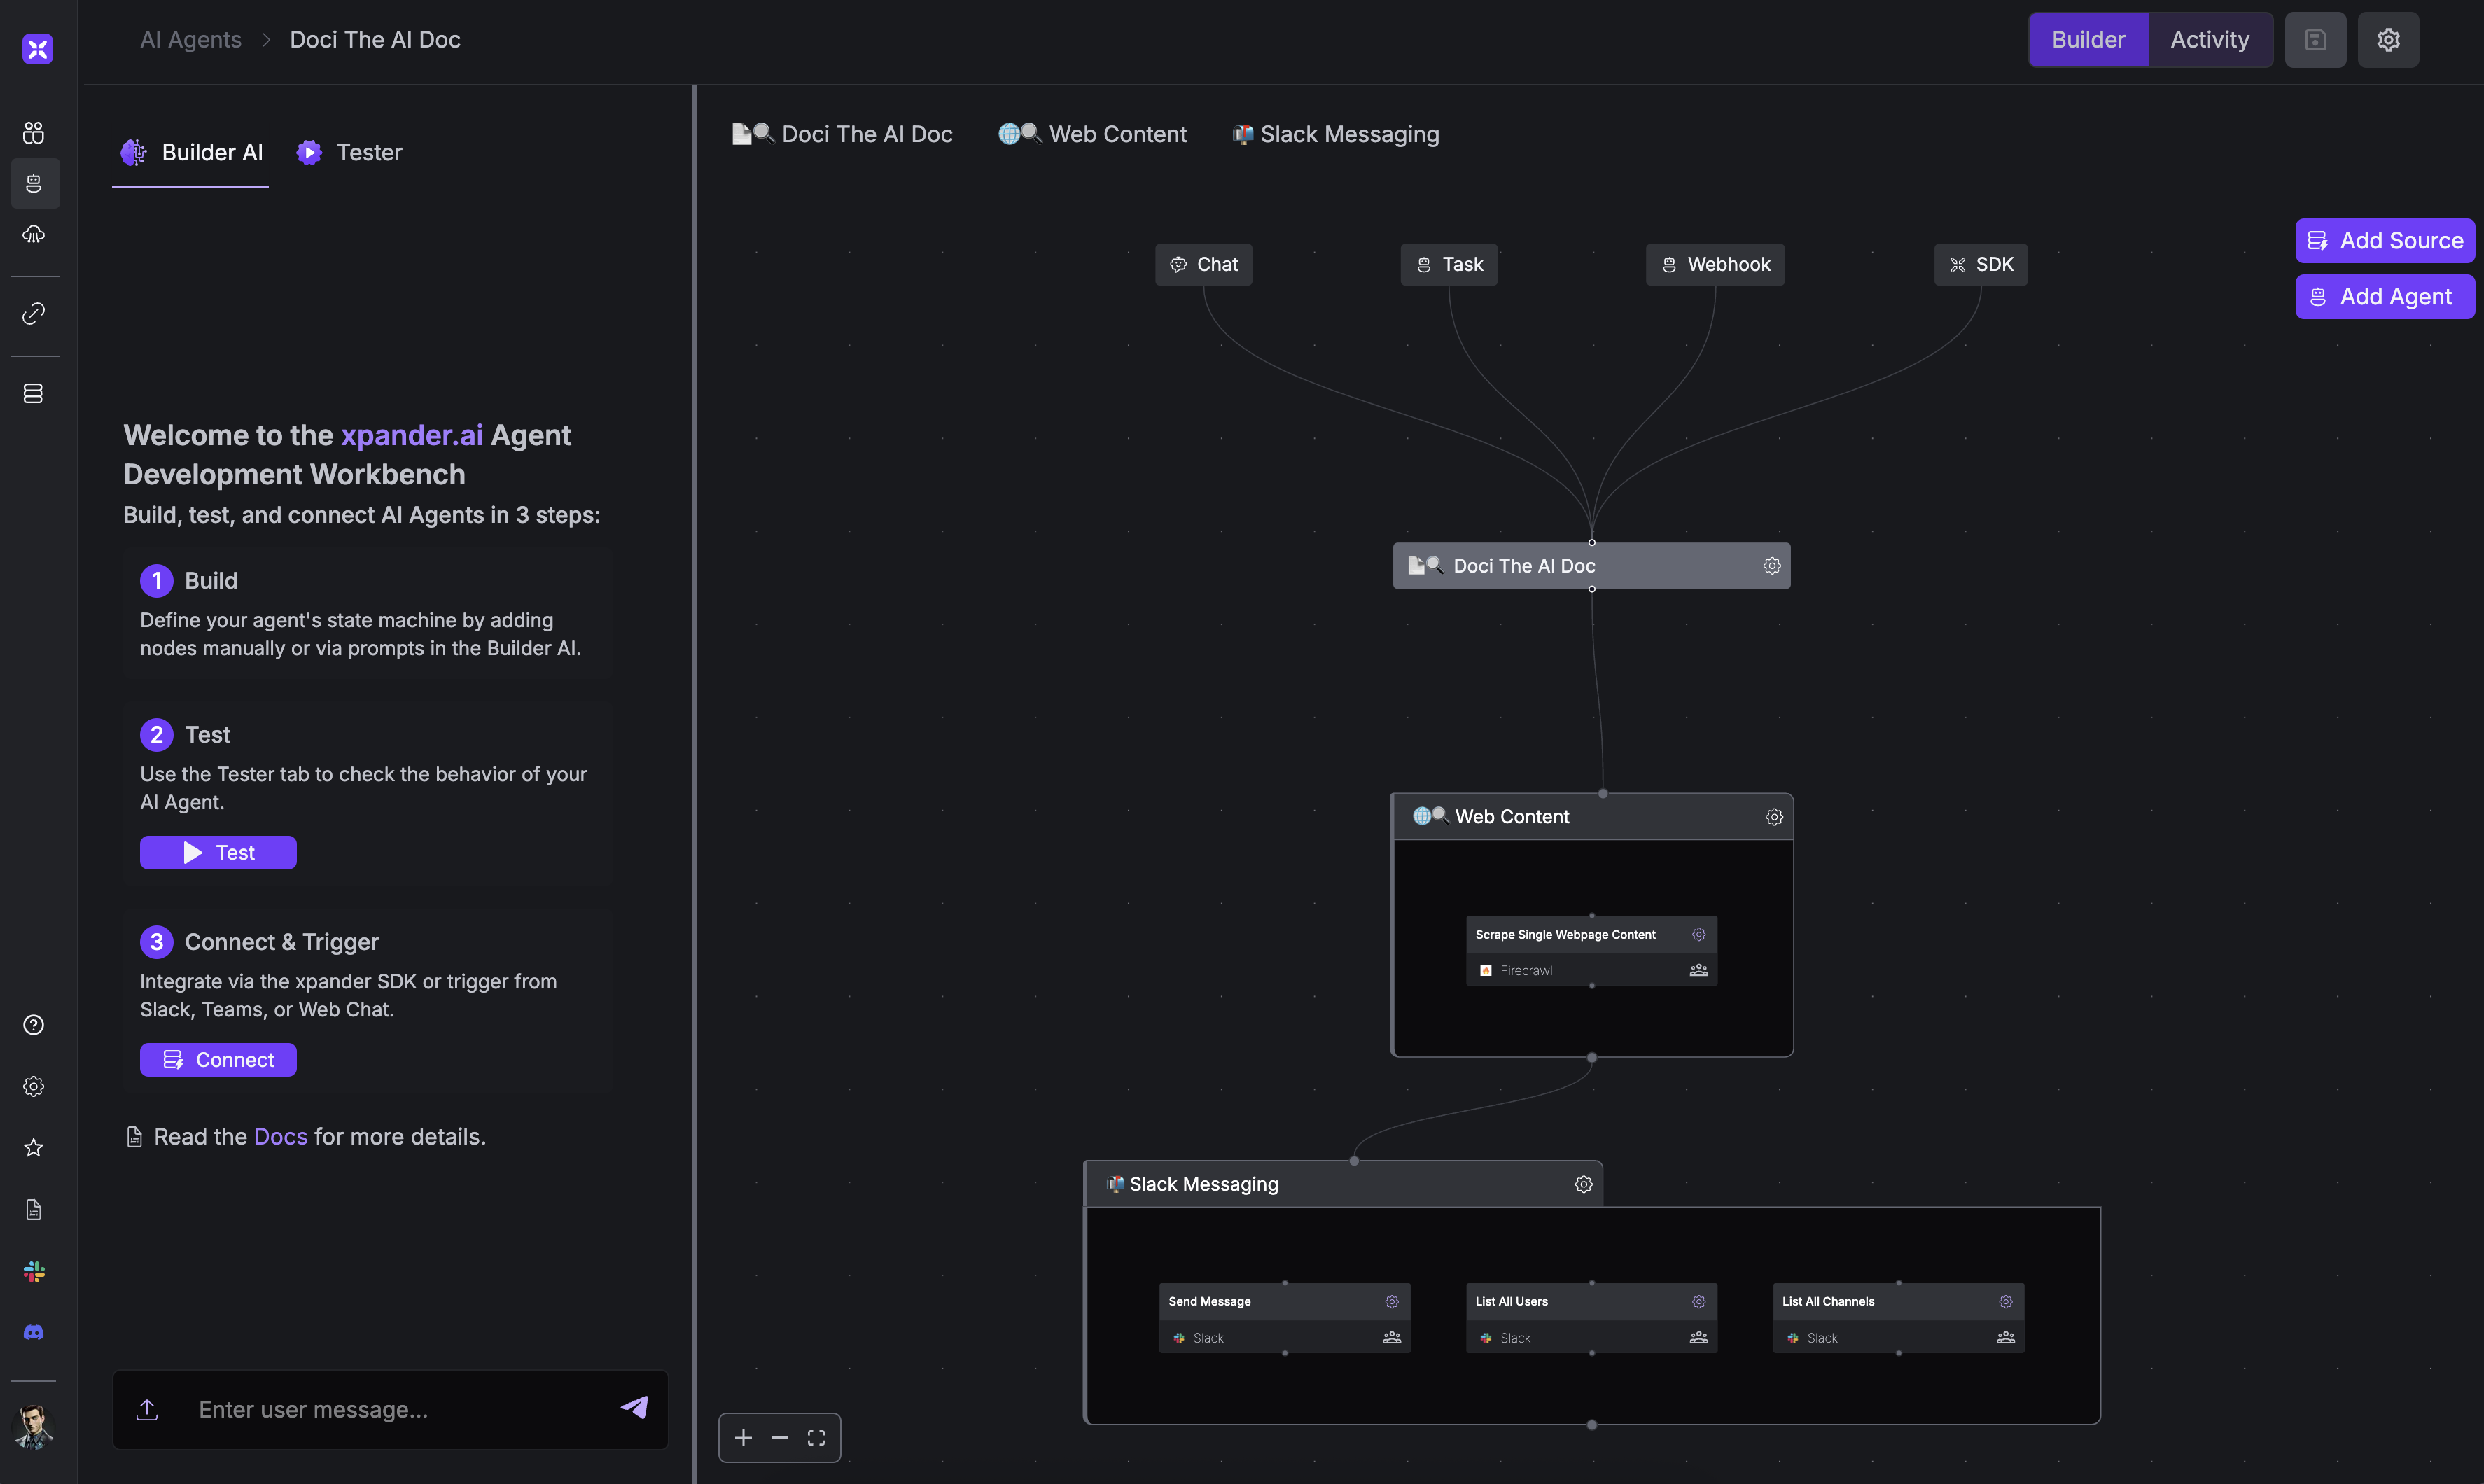 AI Agents > Doci The AI Doc
Builder
Activity
Builder AI
Tester
Welcome to the xpander.ai Agent
Development Workbench
Build, test, and connect AI Agents in 3 steps:
1 Build
Define your agent's state machine by adding
nodes manually or via prompts in the Builder AI.
2 Test
Use the Tester tab to check the behavior of your
AI Agent.
Test
3 Connect & Trigger
Integrate via the xpander SDK or trigger from
Slack, Teams, or Web Chat.
Connect
Read the Docs for more details.
Enter user message...
Doci The AI Doc
Web Content
Slack Messaging
Add Source
Add Agent
Chat
Task
Webhook
SDK
Doci The AI Doc
Web Content
Scrape Single Webpage Content
Firecrawl
Slack Messaging
Send Message
Slack
List All Users
Slack
List All Channels
Slack